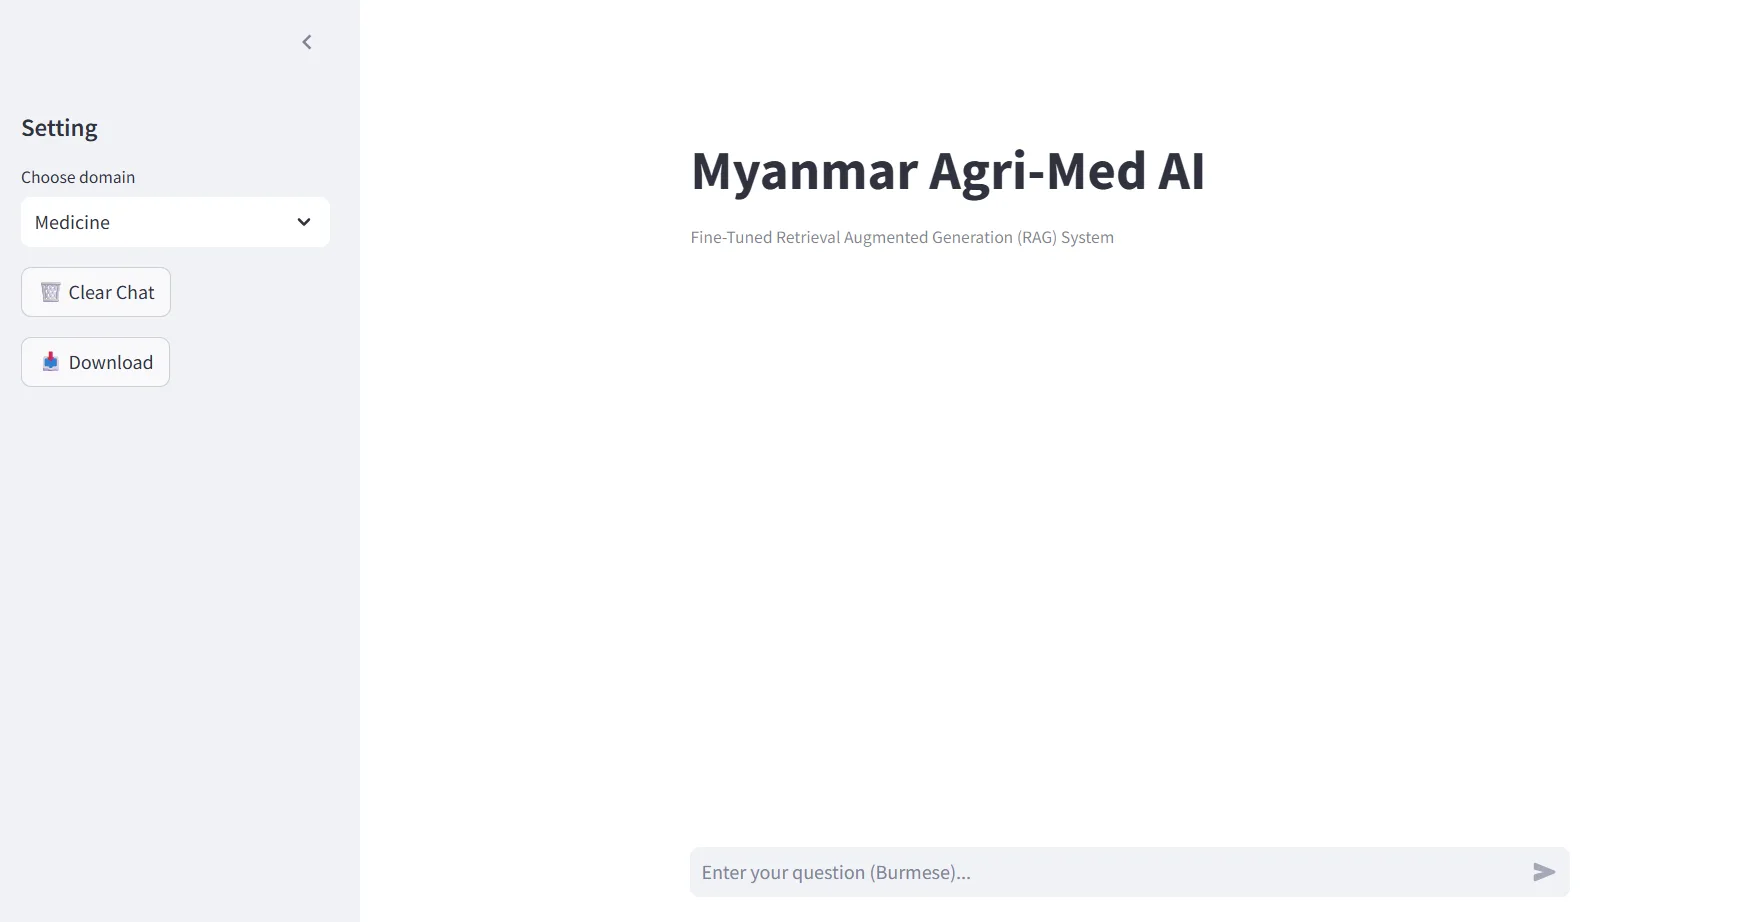 Setting
Choose domain
Medicine
Clear Chat
Download
Myanmar Agri-Med AI
Fine-Tuned Retrieval Augmented Generation (RAG) System
Enter your question (Burmese)...